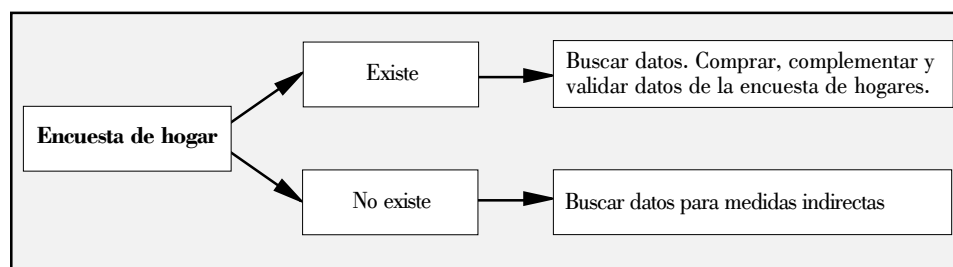 Encuesta de hogar
Existe
Buscar datos. Comprar, complementar y
validar datos de la encuesta de hogares.
No existe
Buscar datos para medidas indirectas